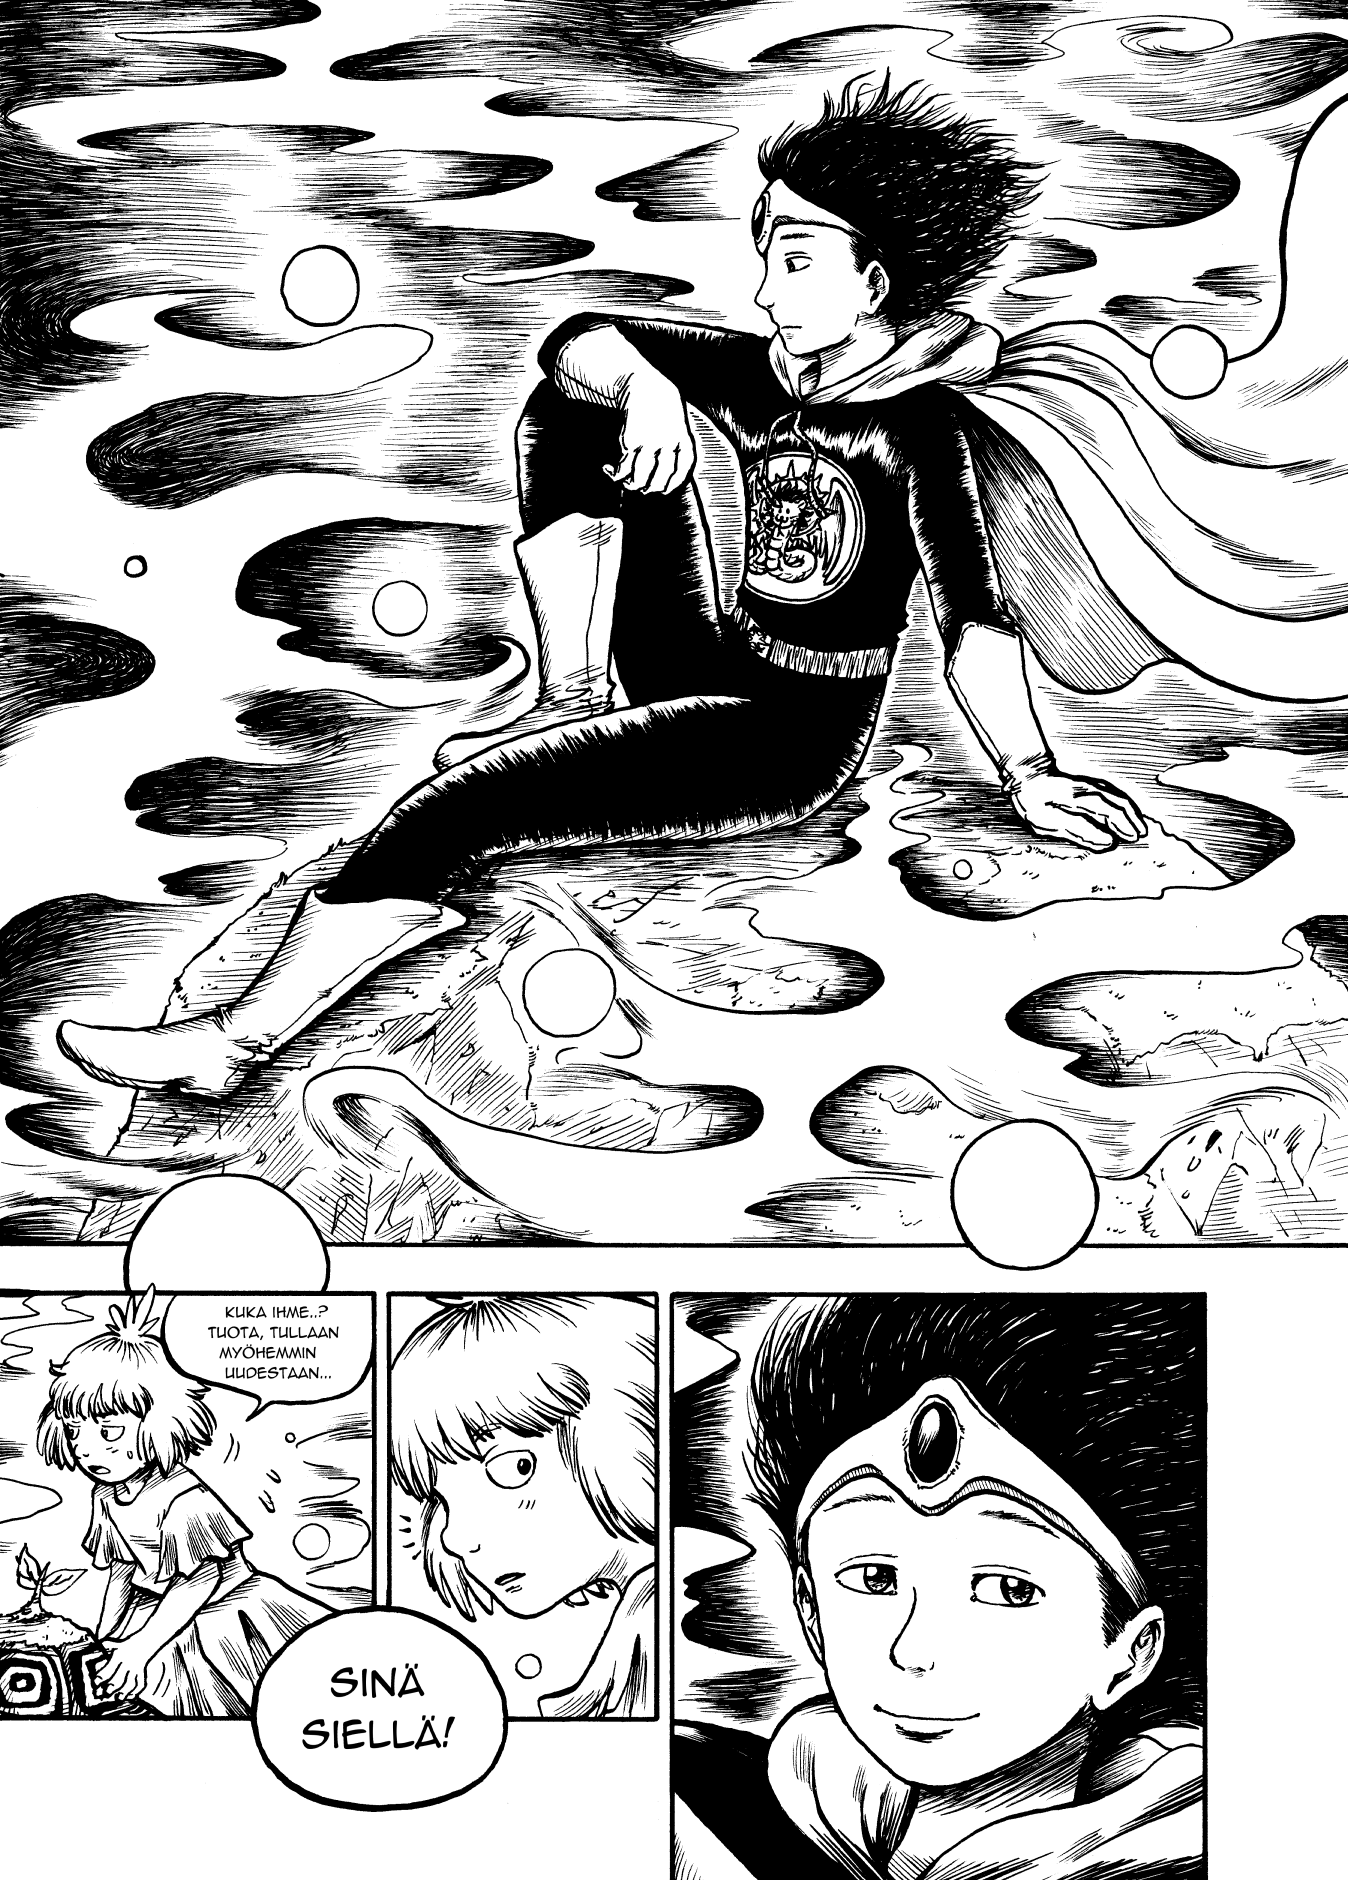 KUKA IHME..?
TUOTA, TULLAAN
MYÖHEMMIN
UUDESTAAN...
SINÄ
SIELLÄ!